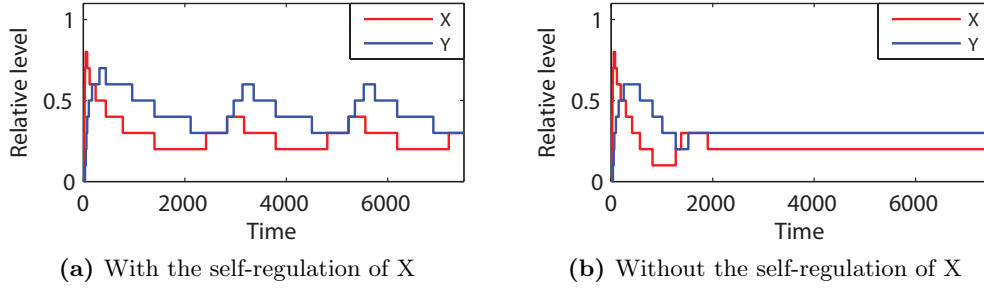 1
0.5
0
Relative level
X
Y
0
2000
4000
6000
Time
(a) With the self-regulation of X
1
0.5
0
Relative level
X
Y
0
2000
4000
6000
Time
(b) Without the self-regulation of X